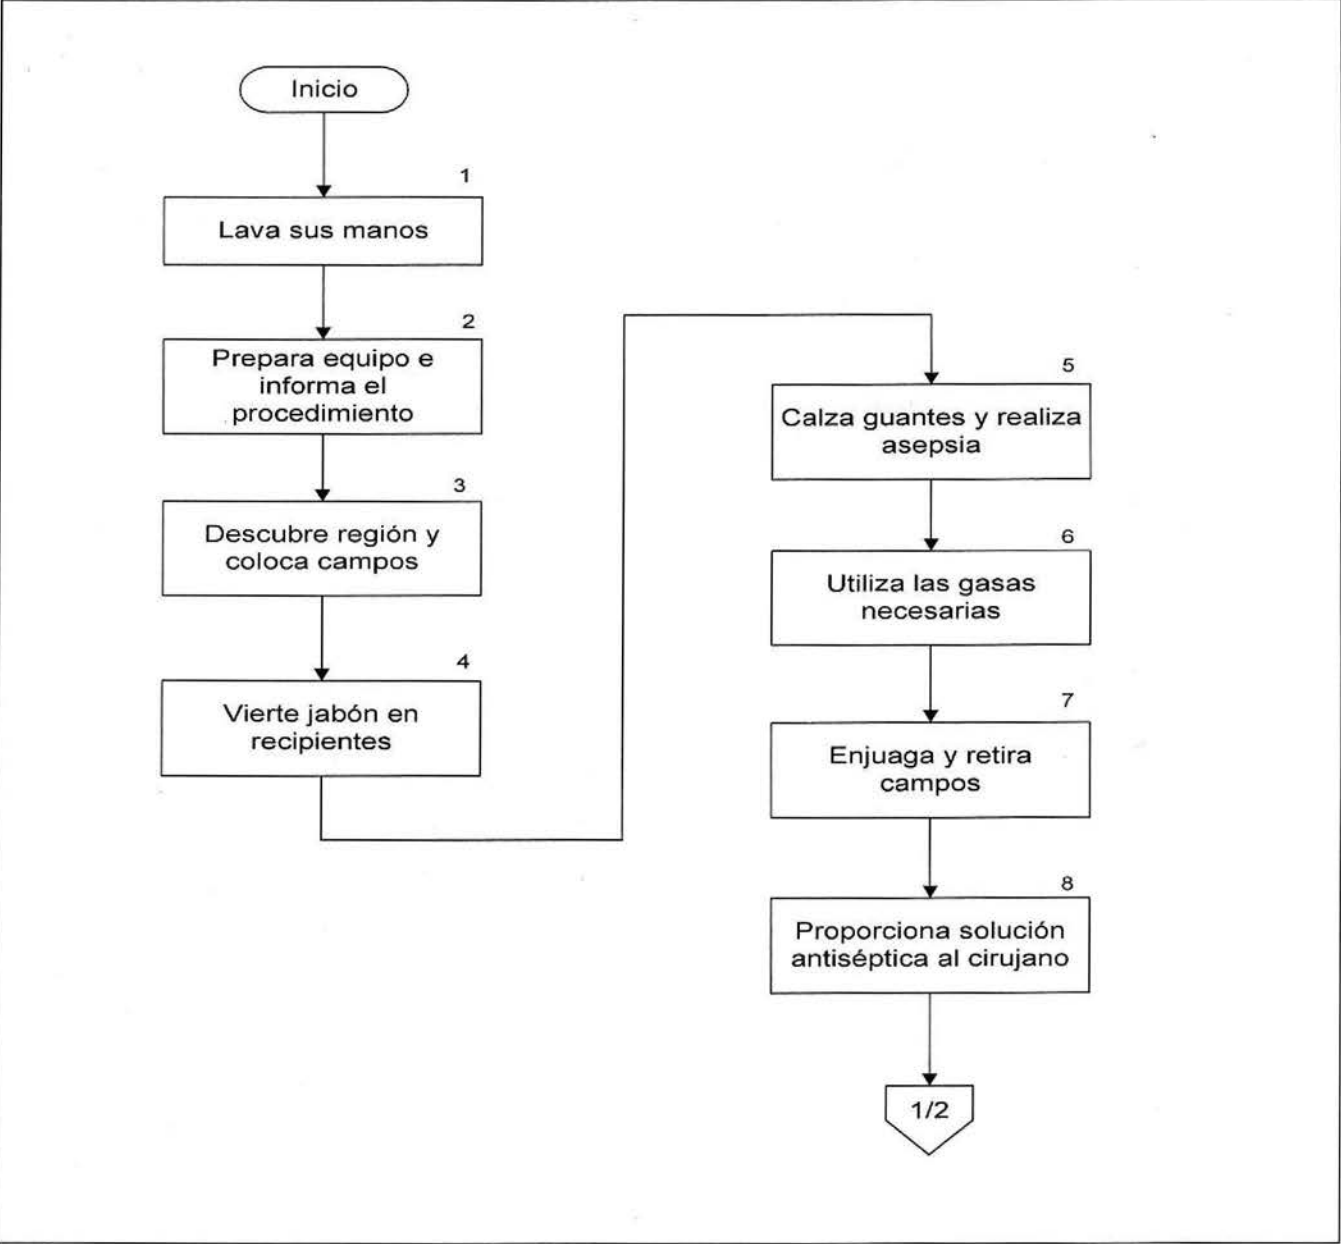 Inicio
1
Lava sus manos
2
Prepara equipo e
informa el
procedimiento
3
Descubre región y
coloca campos
4
Vierte jabón en
recipientes
5
Calza guantes y realiza
asepsia
6
Utiliza las gasas
necesarias
7
Enjuaga y retira
campos
8
Proporciona solución
antiséptica al cirujano
1/2